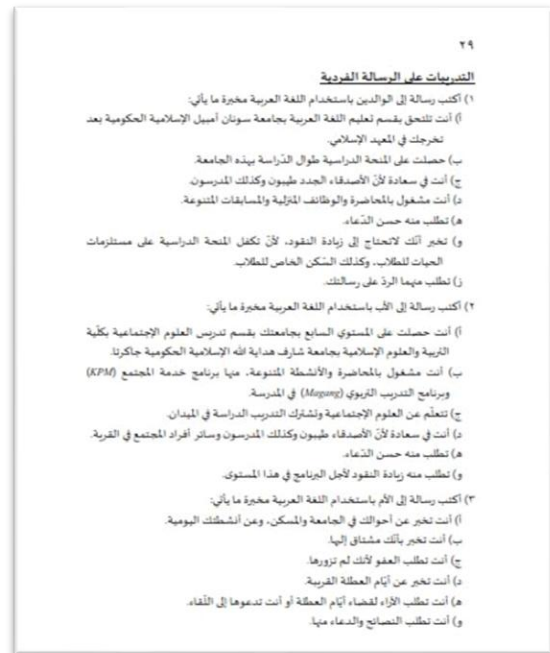 ٢٩
التدريبات على الرسالة الفردية
١) أكتب رسالة إلى الوالدين باستخدام اللغة العربية مخبرة ما يأتي:
أ) أنت تلتحق بقسم تعليم اللغة العربية بجامعة سونان أمبيل الإسلامية الحكومية بعد
تخرجك في المعهد الإسلامي.
ب) حصلت على المنحة الدراسية طوال الدّراسة بهذه الجامعة.
ج) أنت في سعادة لأنّ الأصدقاء الجدد طيبون وكذلك المدرسون.
د) أنت مشغول بالمحاضرة والوظائف المنزلية والمسابقات المتنوعة.
ه) تطلب منه حسن الدّعاء.
و) تخبر أنّك لاتحتاج إلى زيادة النقود، لأنّ تكفل المنحة الدراسية على مستلزمات
الحيات للطلاب، وكذلك السّكن الخاص للطلاب.
ز) تطلب منهما الردّ على رسالتك.
٢) أكتب رسالة إلى الأب باستخدام اللغة العربية مخبرة ما يأتي:
أ) أنت حصلت على المستوي السابع بجامعتك بقسم تدريس العلوم الإجتماعية بكلّية
التربية والعلوم الإسلامية بجامعة شارف هداية الله الإسلامية الحكومية جاكرتا.
ب) أنت مشغول بالمحاضرة والأنشطة المتنوعة، منها برنامج خدمة المجتمع (KPM)
وبرنامج التدريب التربوي (Magang) في المدرسة.
ج) تتعلّم عن العلوم الإجتماعية وتشترك التدريب الدراسة في الميدان.
د) أنت في سعادة لأنّ الأصدقاء طيبون وكذلك المدرسون وسائر أفراد المجتمع في القرية.
ه) تطلب منه حسن الدّعاء.
و) تطلب منه زيادة النقود لأجل البرنامج في هذا المستوى.
٣) أكتب رسالة إلى الأم باستخدام اللغة العربية مخبرة ما يأتي:
أ) أنت تخبر عن أحوالك في الجامعة والمسكن، وعن أنشطتك اليومية.
ب) أنت تخبر بأنّك مشتاق إليها.
ج) أنت تطلب العفو لأنك لم تزورها.
د) أنت تخبر عن أيّام العطلة القريبة.
ه) أنت تطلب الأراء لقضاء أيّام العطلة أو أنت تدعوها إلى اللّقاء.
و) أنت تطلب النصائح والدعاء منها.